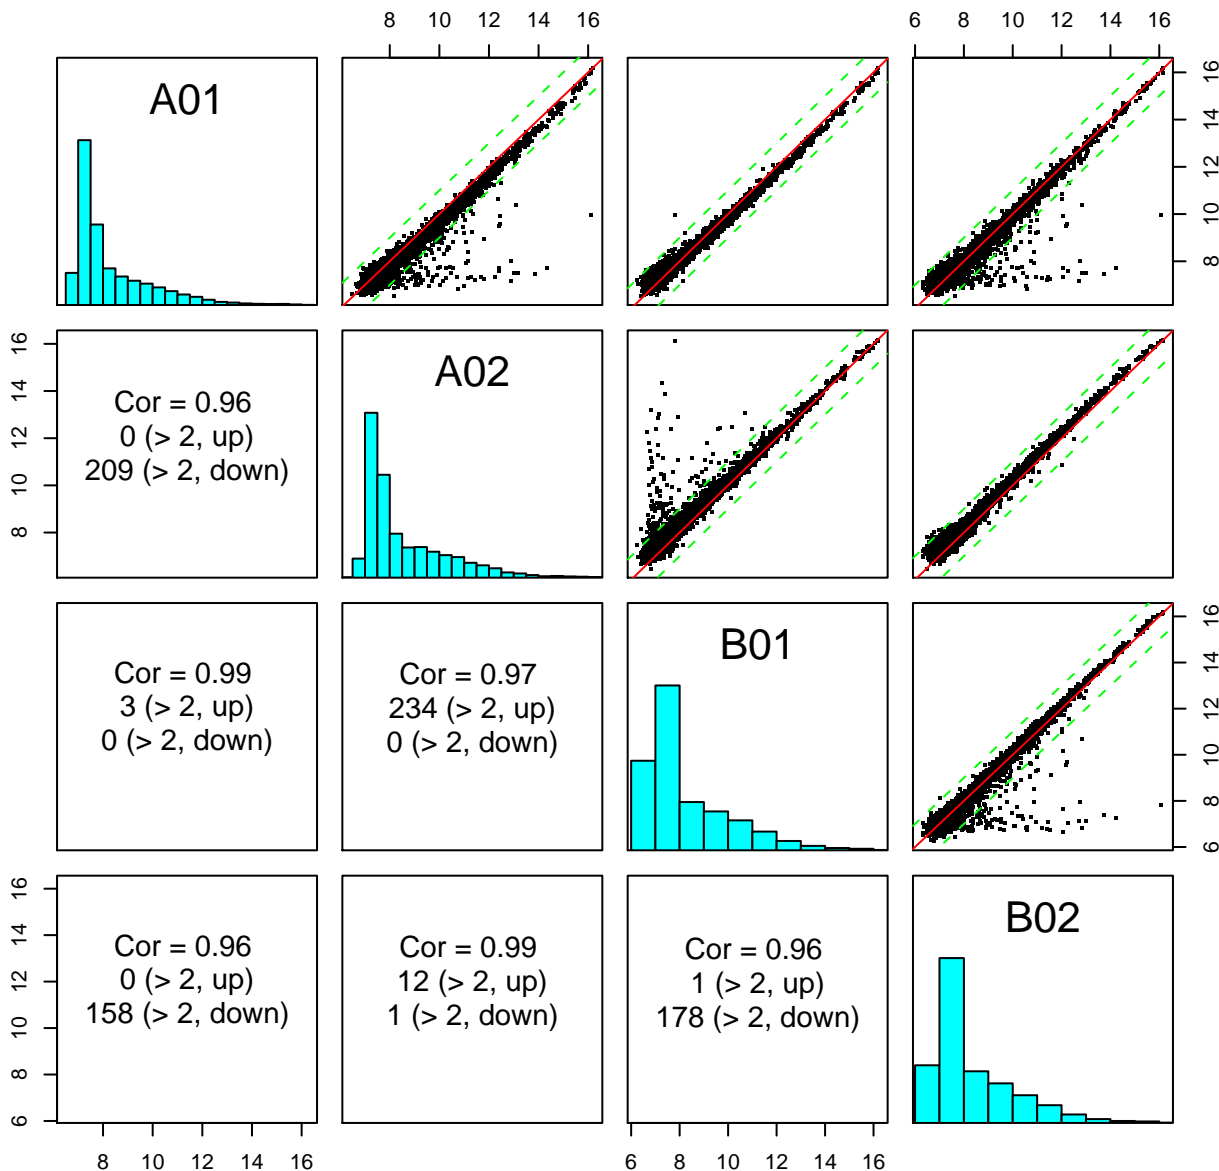 6 8 10 12 14 16
8 10 12 14 16
A01
8 10 12 14 16
8 10 12 14 16
A02
Cor = 0.96
0 (> 2, up)
209 (> 2, down)
B01
Cor = 0.99
3 (> 2, up)
0 (> 2, down)
Cor = 0.97
234 (> 2, up)
0 (> 2, down)
6 8 10 12 14 16
6 8 10 12 14 16
B02
Cor = 0.96
0 (> 2, up)
158 (> 2, down)
Cor = 0.99
12 (> 2, up)
1 (> 2, down)
Cor = 0.96
1 (> 2, up)
178 (> 2, down)
8 10 12 14 16
6 8 10 12 14 16